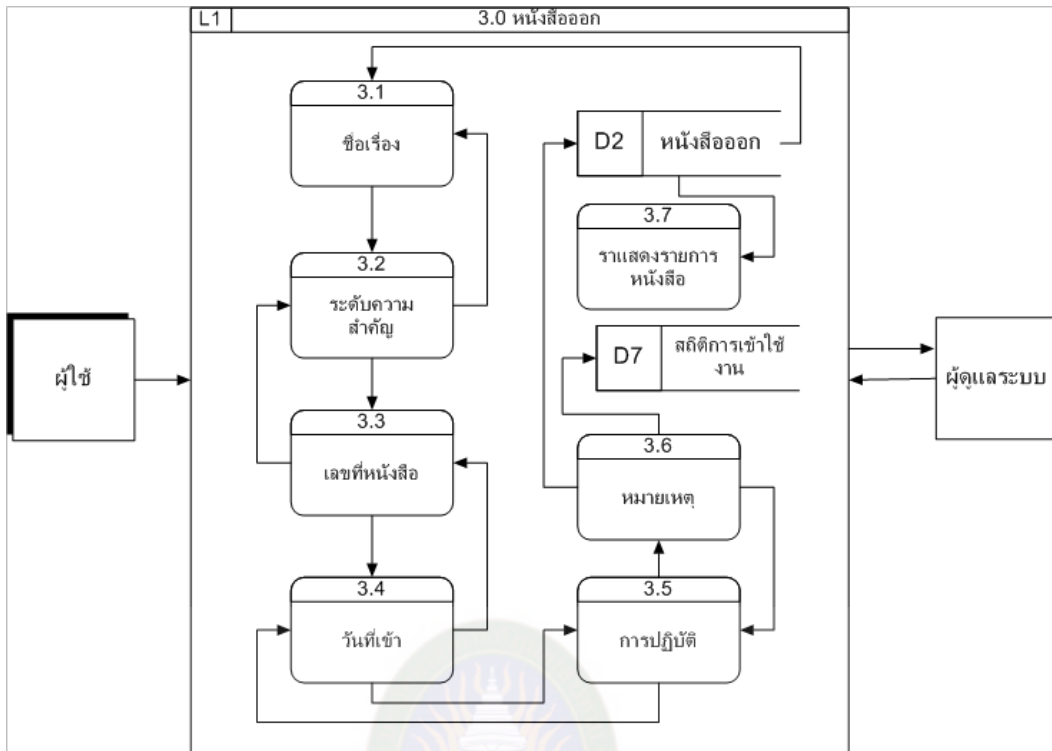 L1
3.0 หนังสือออก
3.1
ชื่อเรื่อง
D2
หนังสือออก
3.7
ราแสดงรายการ
หนังสือ
3.2
ระดับความ
สำคัญ
ผู้ใช้
D7
สถิติการเข้าใช้
งาน
ผู้ดูแลระบบ
3.3
เลขที่หนังสือ
3.6
หมายเหตุ
3.4
วันที่เข้า
3.5
การปฏิบัติ